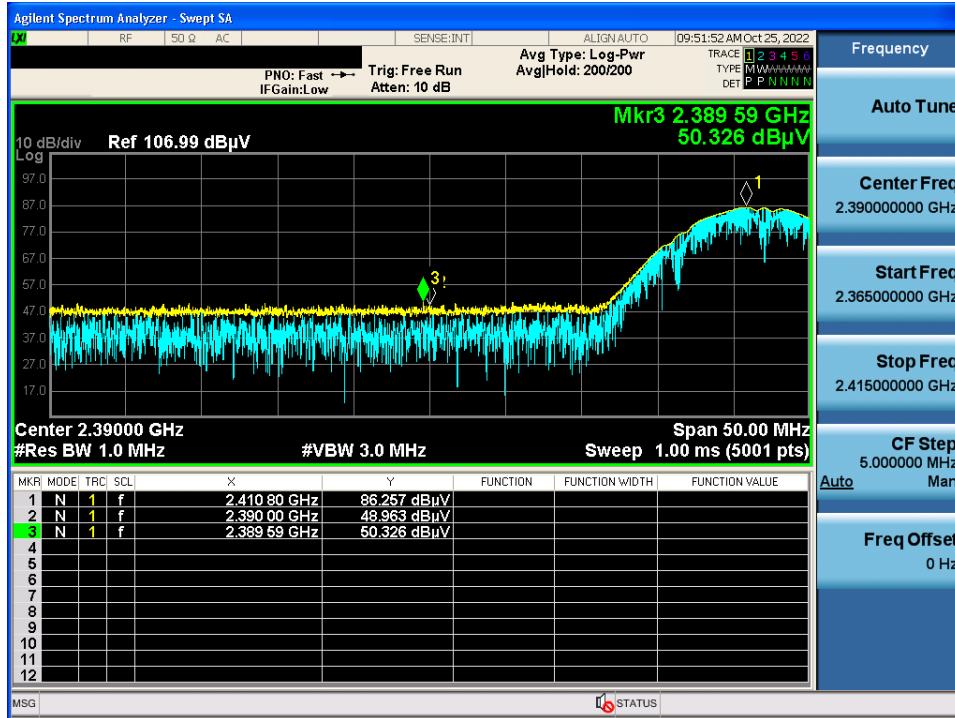 Agilent Spectrum Analyzer - Swept SA
LXI RF 50 Ω AC SENSE:INT ALIGN AUTO 09:51:52 AM Oct 25, 2022
PNO: Fast Trig: Free Run Avg Type: Log-Pwr TRACE 1 2 3 4 5 6
IFGain:Low Atten: 10 dB Avg|Hold: 200/200 TYPE M W W W W W
DET P P N N N N
Mkr3 2.389 59 GHz
50.326 dBµV
10 dB/div Ref 106.99 dBµV
Log
97.0
87.0
77.0
67.0
57.0
47.0
37.0
27.0
17.0
1
3
Center 2.39000 GHz Span 50.00 MHz
#Res BW 1.0 MHz #VBW 3.0 MHz Sweep 1.00 ms (5001 pts)
MKR MODE TRC SCL X Y FUNCTION FUNCTION WIDTH FUNCTION VALUE
1 N 1 f 2.410 80 GHz 86.257 dBµV
2 N 1 f 2.390 00 GHz 48.963 dBµV
3 N 1 f 2.389 59 GHz 50.326 dBµV
4
5
6
7
8
9
10
11
12
MSG STATUS
Frequency
Auto Tune
Center Freq
2.390000000 GHz
Start Freq
2.365000000 GHz
Stop Freq
2.415000000 GHz
CF Step
5.000000 MHz
Auto Man
Freq Offset
0 Hz